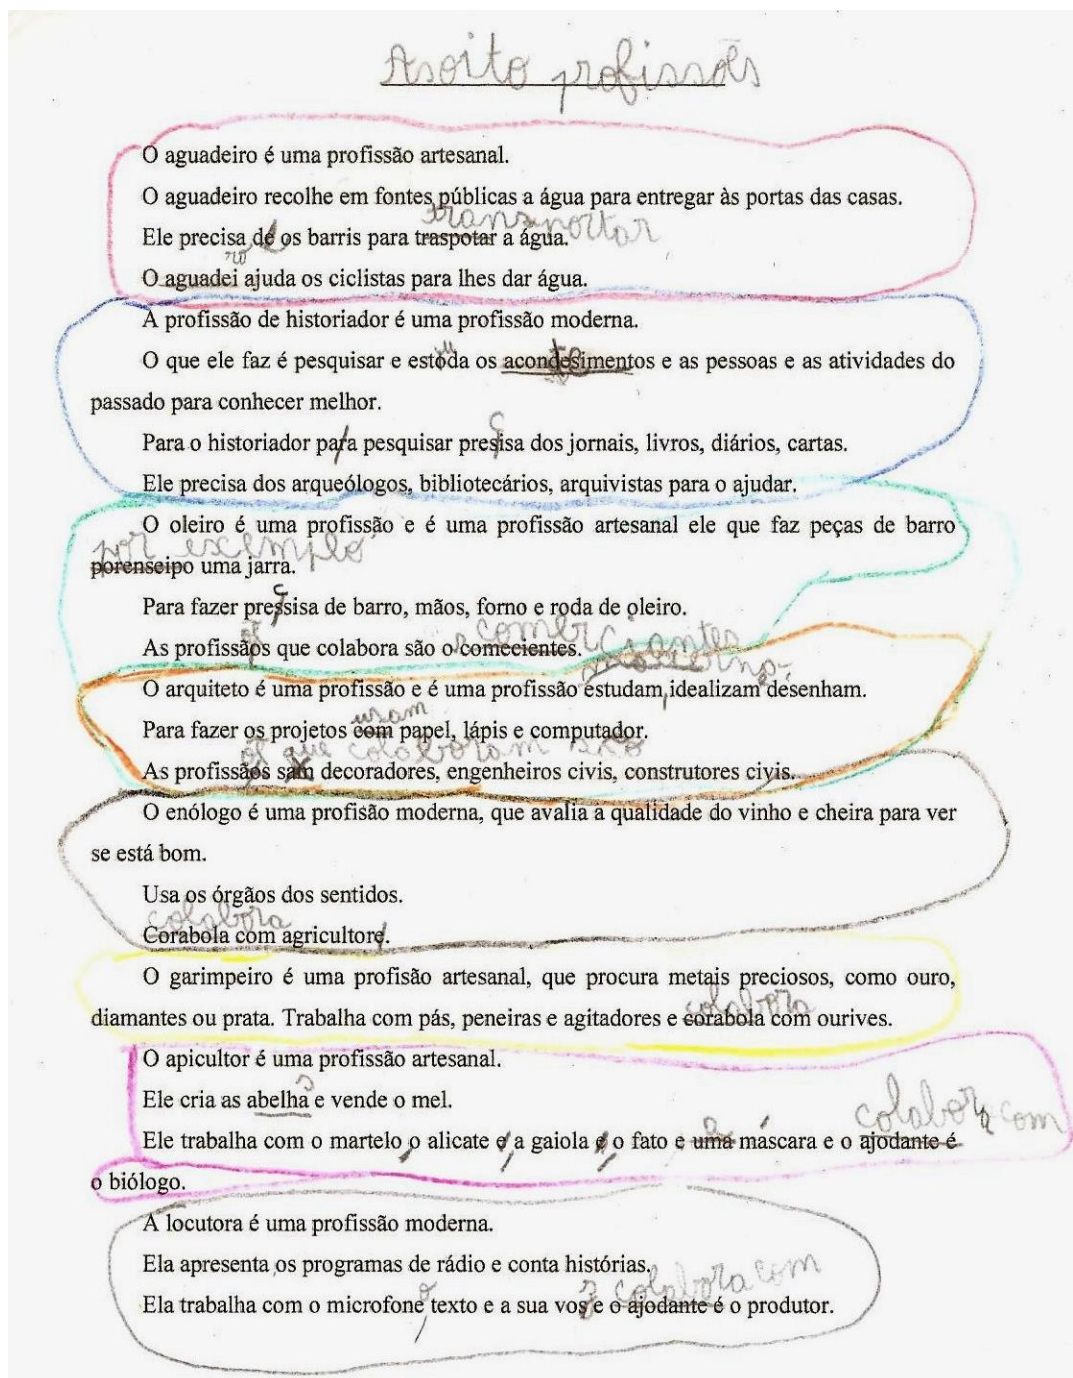 Asoito profissões
O aguadeiro é uma profissão artesanal.
O aguadeiro recolhe em fontes públicas a água para entregar às portas das casas.
transportar
Ele precisa de os barris para traspotar a água.
ro
O aguadei ajuda os ciclistas para lhes dar água.
A profissão de historiador é uma profissão moderna.
u
O que ele faz é pesquisar e estoda os acondesimentos e as pessoas e as atividades do
passado para conhecer melhor.
ç
Para o historiador para pesquisar presisa dos jornais, livros, diários, cartas.
Ele precisa dos arqueólogos, bibliotecários, arquivistas para o ajudar.
O oleiro é uma profissão e é uma profissão artesanal ele que faz peças de barro
por escemplo
porenseipo uma jarra.
ç
Para fazer pressisa de barro, mãos, forno e roda de oleiro.
õe s comerciantes
As profissãos que colabora são o comecientes.
O arquiteto é uma profissão e é uma profissão estudam, idealizam desenham.
usam
Para fazer os projetos com papel, lápis e computador.
õe que colaboram são
As profissãos sam decoradores, engenheiros civis, construtores civis.
O enólogo é uma profisião moderna, que avalia a qualidade do vinho e cheira para ver
se está bom.
Usa os órgãos dos sentidos.
colabora
Corabola com agricultore.
O garimpeiro é uma profisão artesanal, que procura metais preciosos, como ouro,
colabora
diamantes ou prata. Trabalha com pás, peneiras e agitadores e corabola com ourives.
O apicultor é uma profissão artesanal.
s
Ele cria as abelha e vende o mel.
a colabora com
Ele trabalha com o martelo, o alicate e, a gaiola e, o fato e uma máscara e o ajodante é
o biólogo.
A locutora é uma profissão moderna.
Ela apresenta os programas de rádio e conta histórias.
o z colabora com
Ela trabalha com o microfone, texto e a sua vos e o ajodante é o produtor.